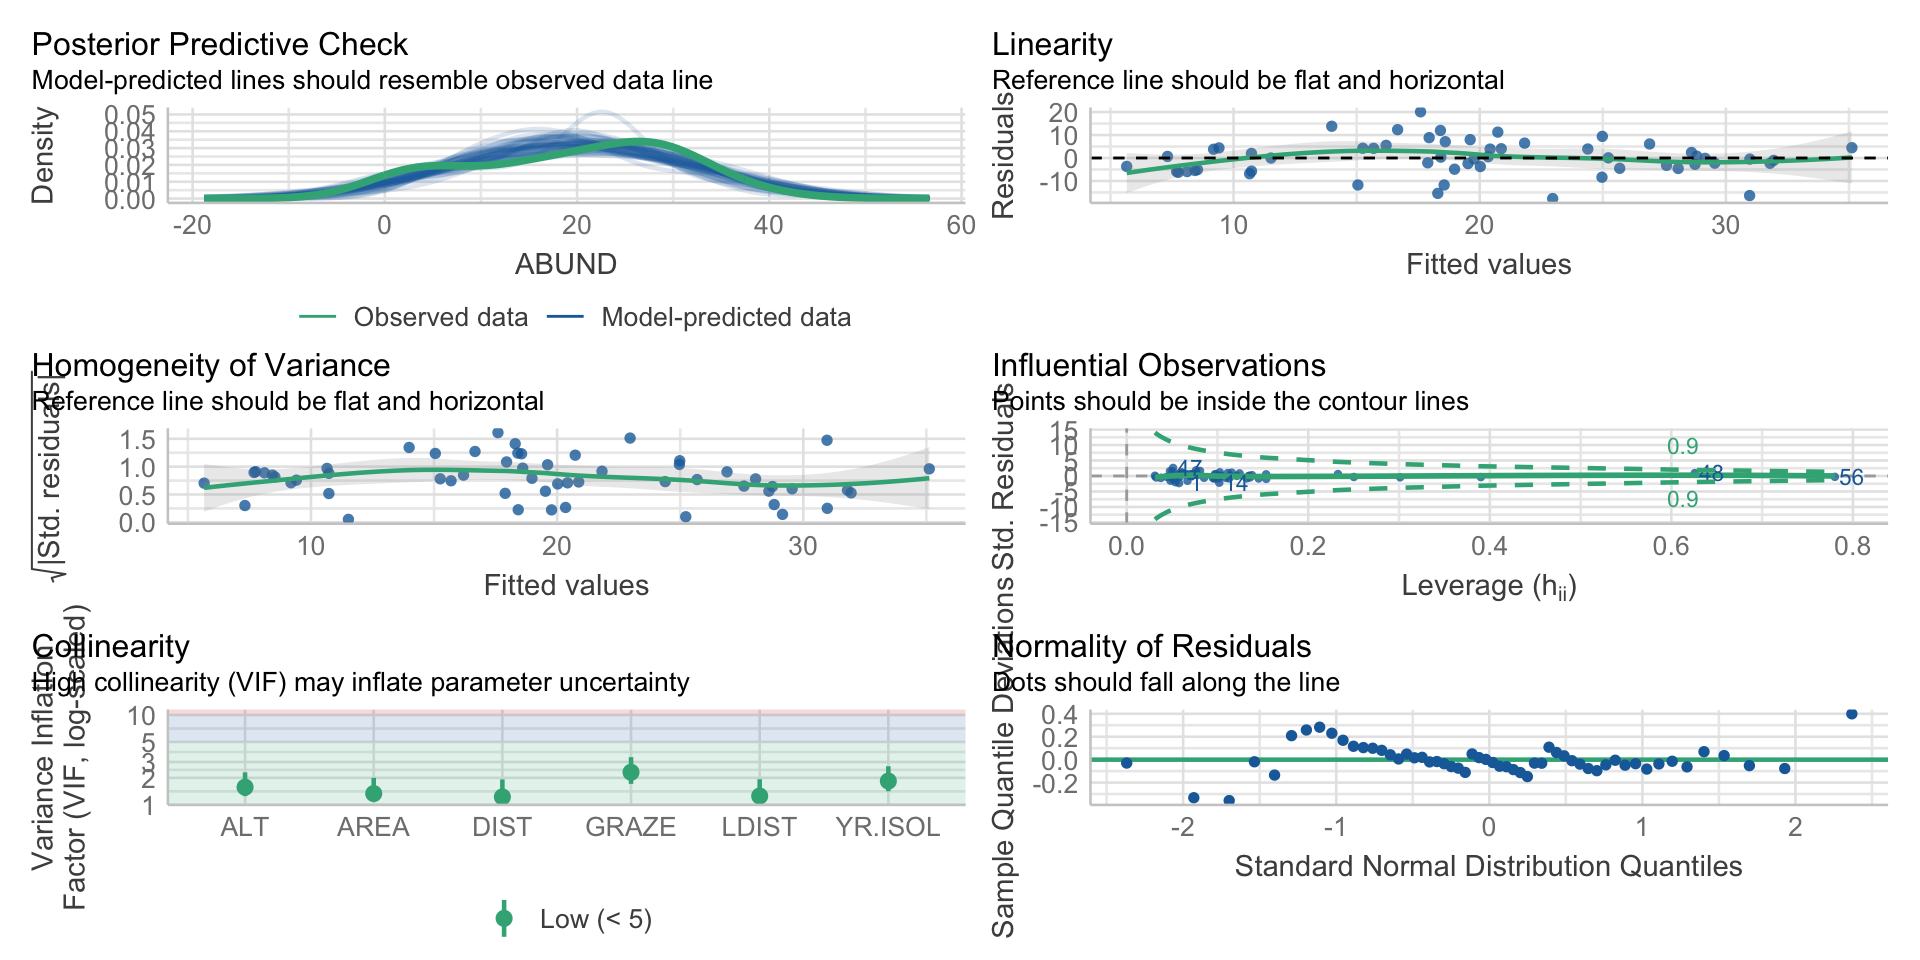 Posterior Predictive Check
Model-predicted lines should resemble observed data line
Density
0.05
0.04
0.03
0.02
0.01
0.00
-20 0 20 40 60
ABUND
Observed data Model-predicted data
Linearity
Reference line should be flat and horizontal
Residuals
20
10
0
-10
10 20 30
Fitted values
Homogeneity of Variance
Reference line should be flat and horizontal
√|Std. residuals|
1.5
1.0
0.5
0.0
10 20 30
Fitted values
Influential Observations
Points should be inside the contour lines
Std. Residuals
15
10
5
0
-5
-10
-15
0.9
47
48
56
1 14
0.9
0.0 0.2 0.4 0.6 0.8
Leverage (hii)
Collinearity
High collinearity (VIF) may inflate parameter uncertainty
Variance Inflation
Factor (VIF, log-scaled)
10
5
3
2
1
ALT AREA DIST GRAZE LDIST YR.ISOL
Low (< 5)
Normality of Residuals
Dots should fall along the line
Sample Quantile Deviations
0.4
0.2
0.0
-0.2
-2 -1 0 1 2
Standard Normal Distribution Quantiles